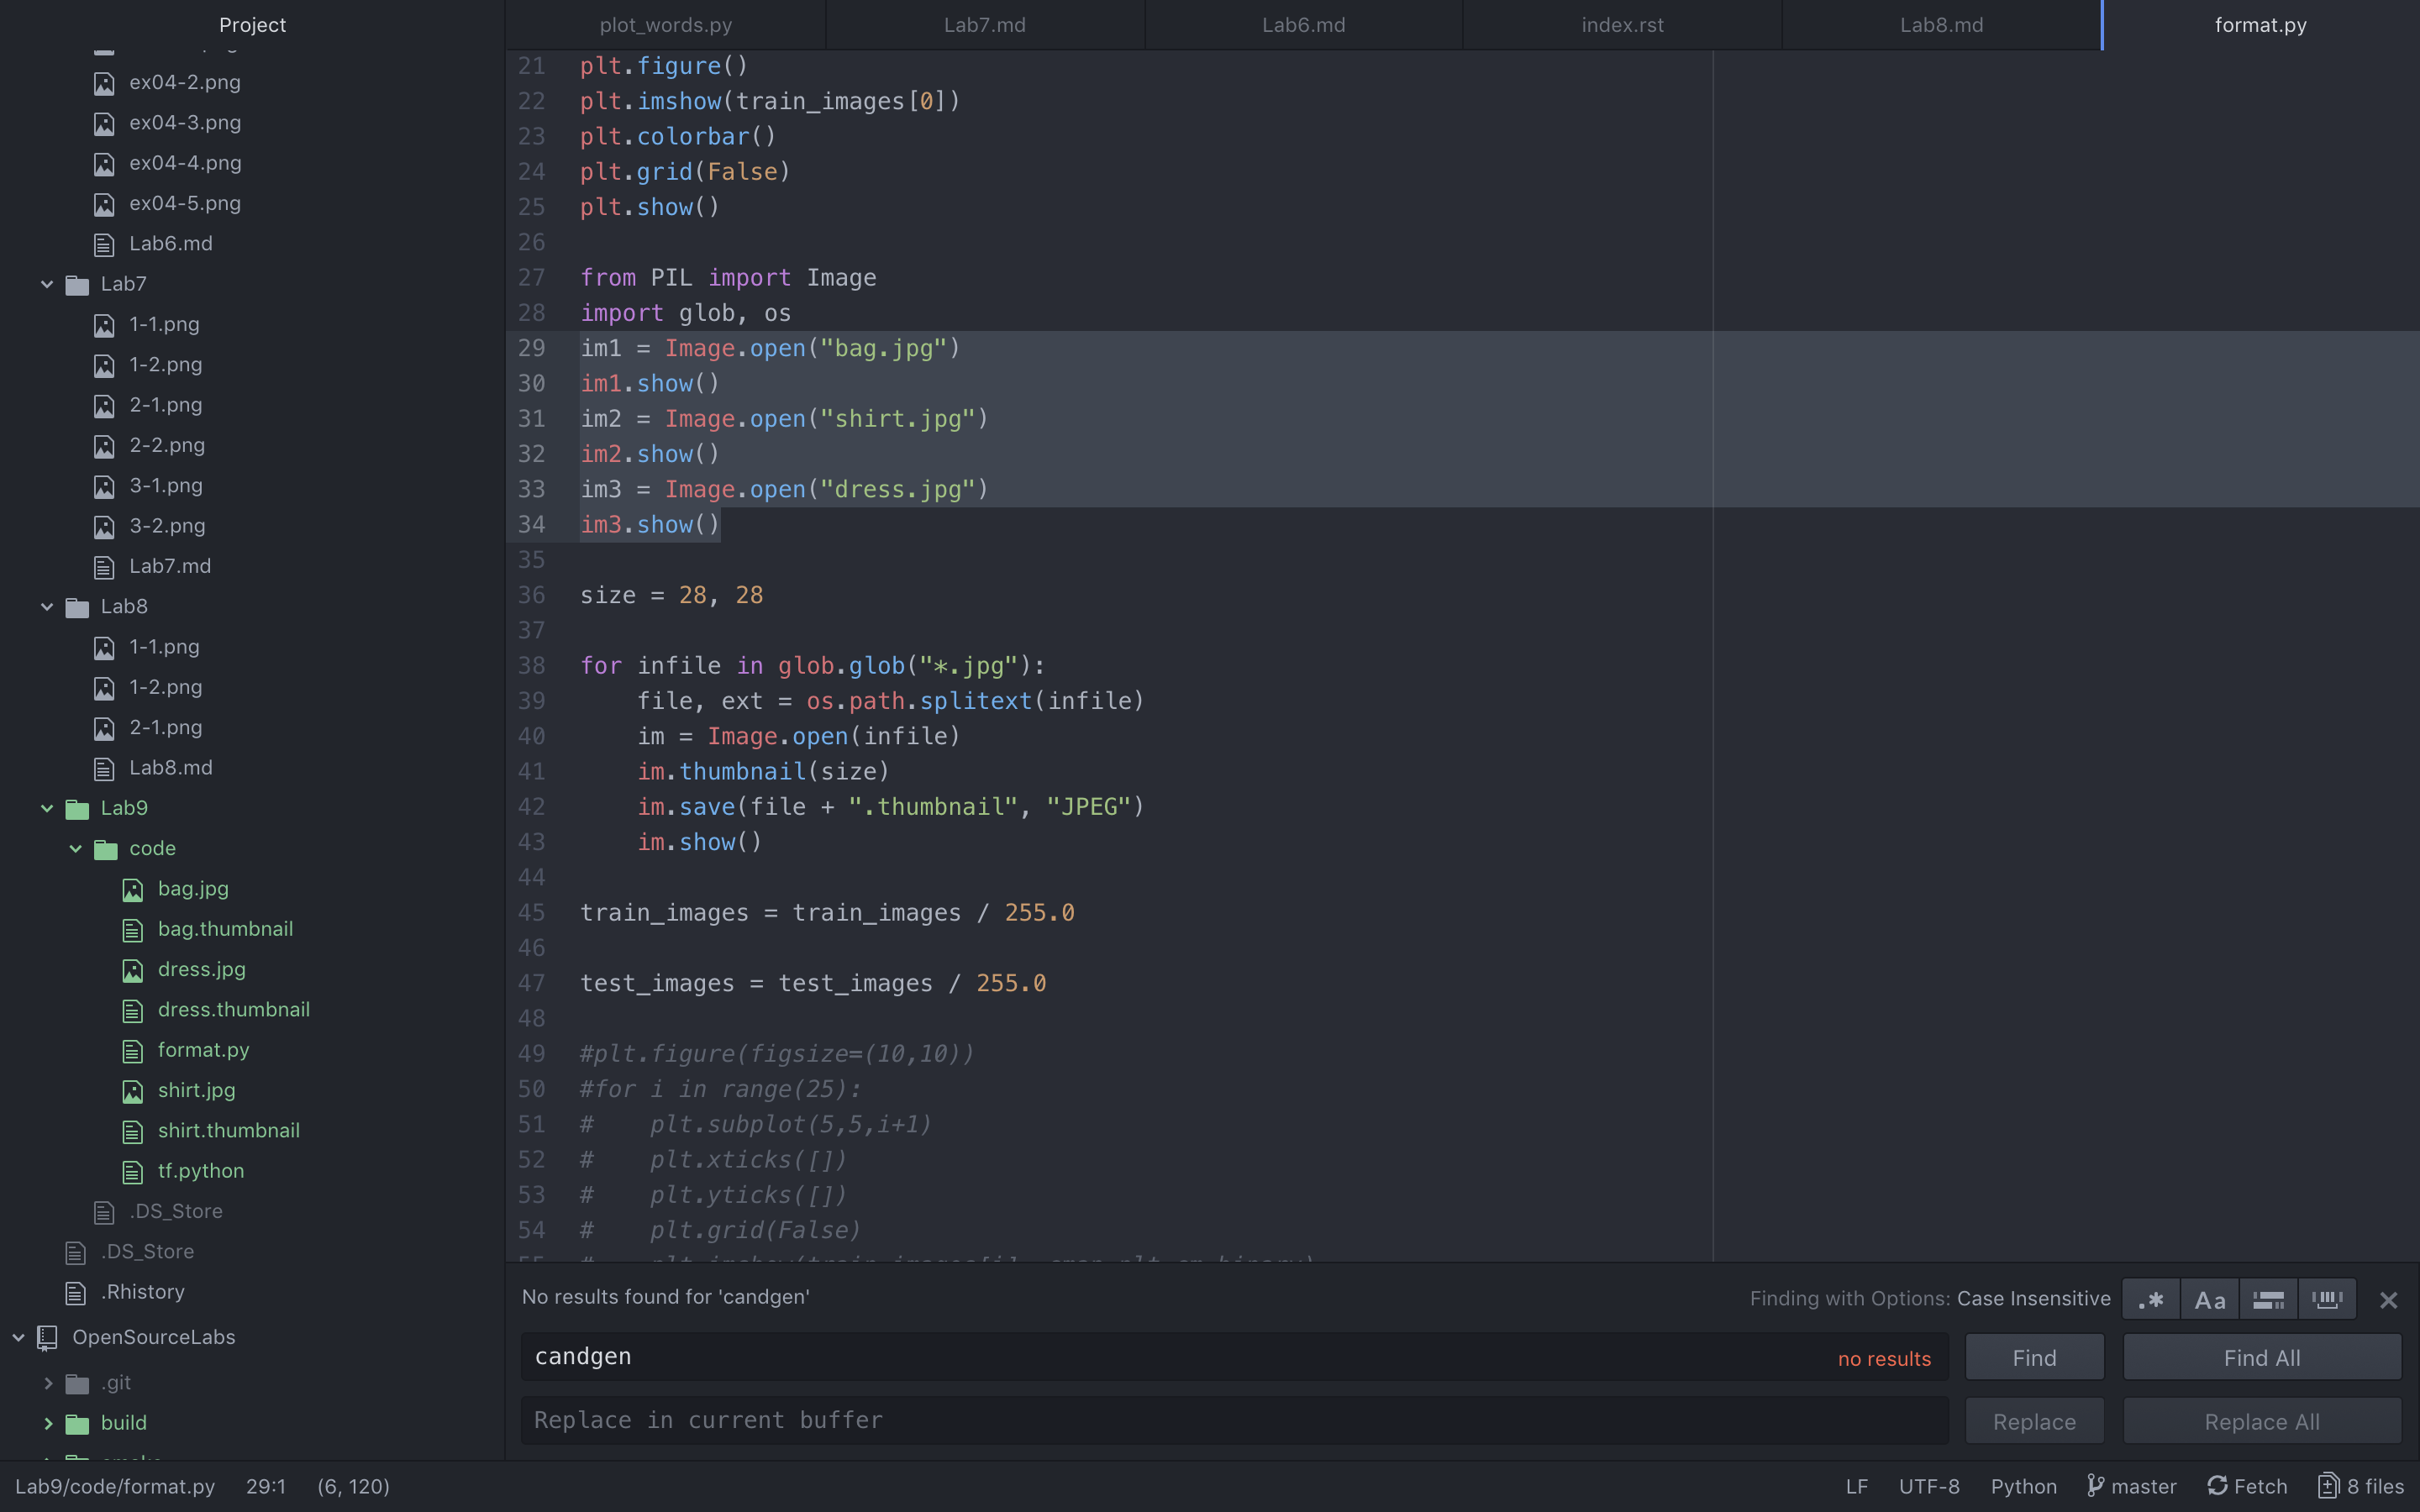 Project
ex04-2.png
ex04-3.png
ex04-4.png
ex04-5.png
Lab6.md
Lab7
1-1.png
1-2.png
2-1.png
2-2.png
3-1.png
3-2.png
Lab7.md
Lab8
1-1.png
1-2.png
2-1.png
Lab8.md
Lab9
code
bag.jpg
bag.thumbnail
dress.jpg
dress.thumbnail
format.py
shirt.jpg
shirt.thumbnail
tf.python
.DS_Store
.DS_Store
.Rhistory
OpenSourceLabs
.git
build
plot_words.py Lab7.md Lab6.md index.rst Lab8.md format.py
21 plt.figure()
22 plt.imshow(train_images[0])
23 plt.colorbar()
24 plt.grid(False)
25 plt.show()
26
27 from PIL import Image
28 import glob, os
29 im1 = Image.open("bag.jpg")
30 im1.show()
31 im2 = Image.open("shirt.jpg")
32 im2.show()
33 im3 = Image.open("dress.jpg")
34 im3.show()
35
36 size = 28, 28
37
38 for infile in glob.glob("*.jpg"):
39     file, ext = os.path.splitext(infile)
40     im = Image.open(infile)
41     im.thumbnail(size)
42     im.save(file + ".thumbnail", "JPEG")
43     im.show()
44
45 train_images = train_images / 255.0
46
47 test_images = test_images / 255.0
48
49 #plt.figure(figsize=(10,10))
50 #for i in range(25):
51 #    plt.subplot(5,5,i+1)
52 #    plt.xticks([])
53 #    plt.yticks([])
54 #    plt.grid(False)
55 #    plt.imshow(train_images[i], cmap=plt.cm.binary)
No results found for 'candgen' Finding with Options: Case Insensitive .* Aa
candgen no results Find Find All
Replace in current buffer Replace Replace All
Lab9/code/format.py 29:1 (6, 120) LF UTF-8 Python master Fetch 8 files